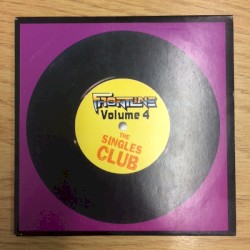 FRONTLINE
Volume 4
THE
SINGLES
CLUB